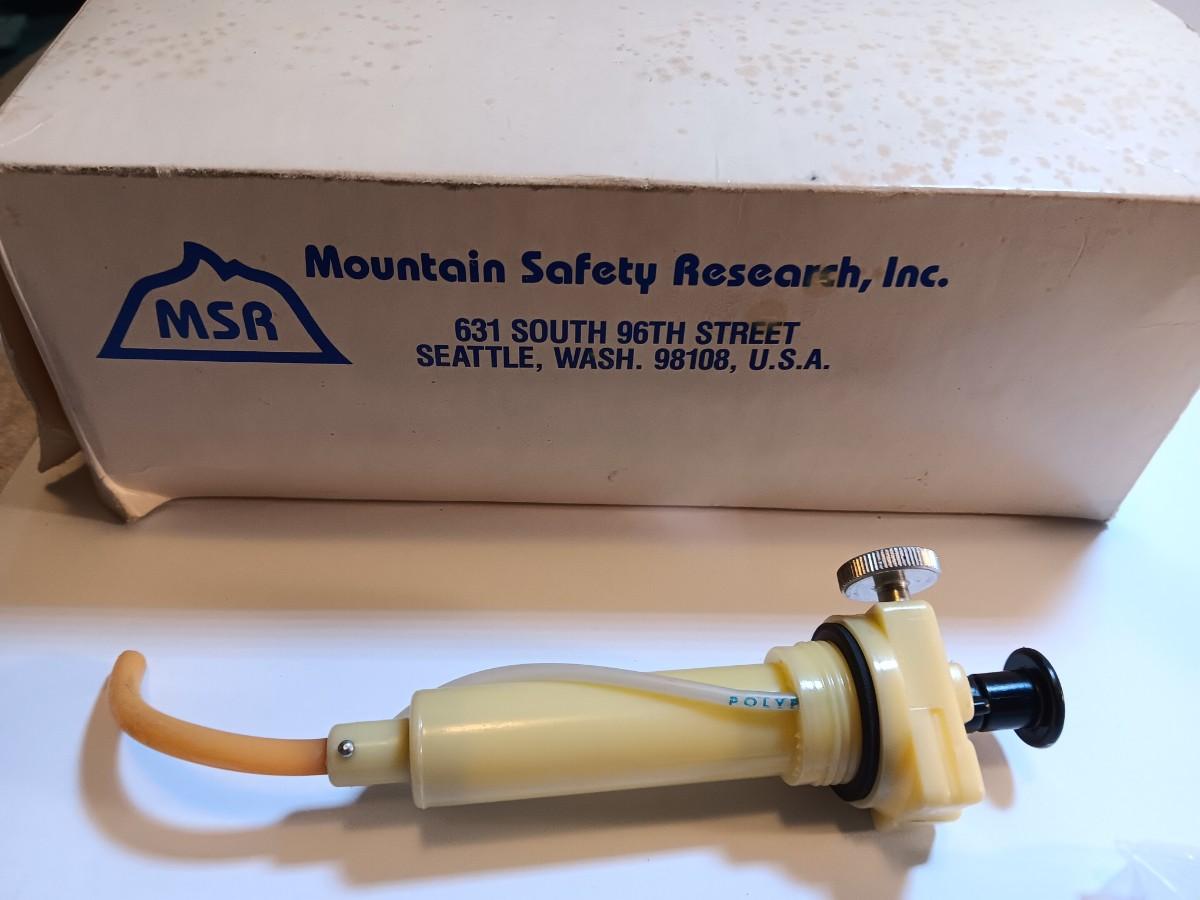 Mountain Safety Research, Inc.
MSR
631 SOUTH 96TH STREET
SEATTLE, WASH. 98108, U.S.A.
POLYP